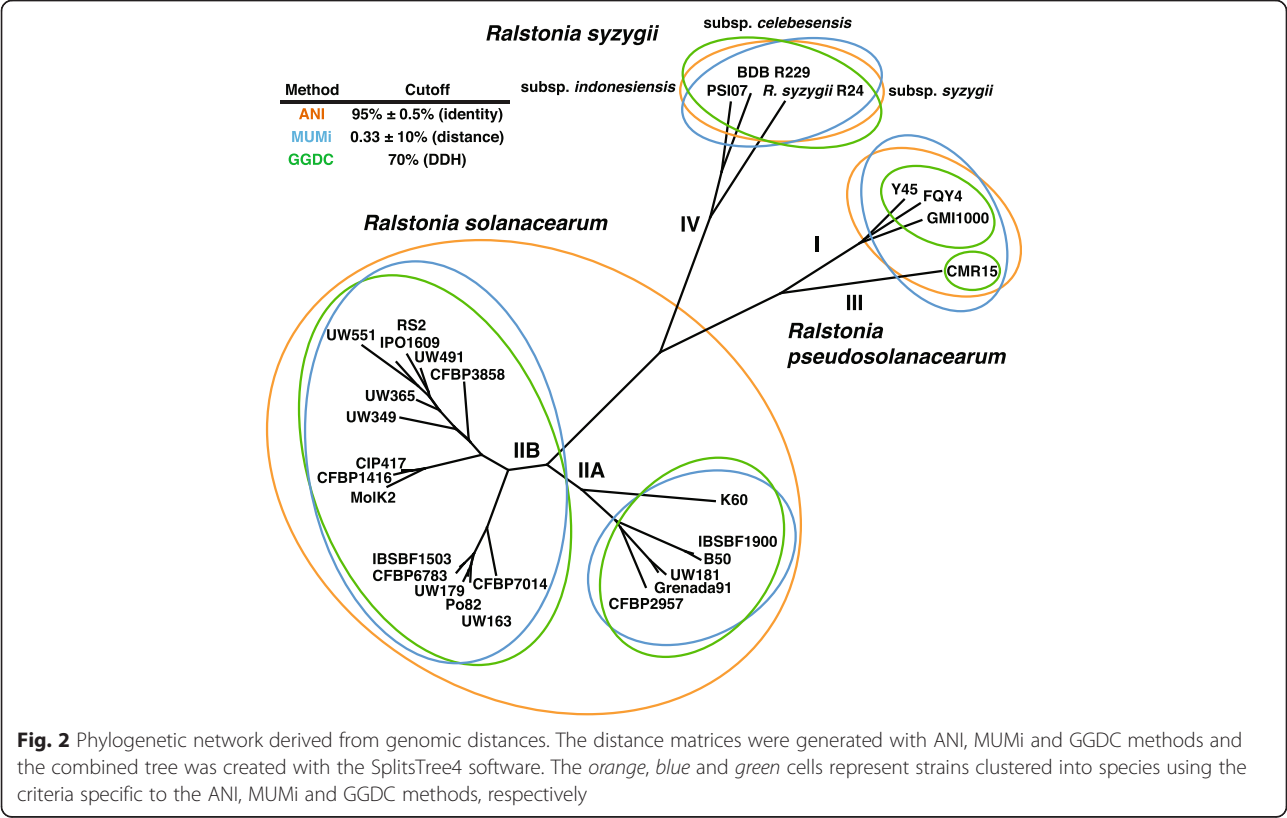 subsp. celebesensis
Ralstonia syzygii
BDB R229
subsp. indonesiensis
PSI07
R. syzygii R24
subsp. syzygii
Method Cutoff
ANI 95% ± 0.5% (identity)
MUMi 0.33 ± 10% (distance)
GGDC 70% (DDH)
Y45
FQY4
GMI1000
IV
Ralstonia solanacearum
I
CMR15
III
Ralstonia
pseudosolanacearum
RS2
UW551
IPO1609
UW491
CFBP3858
UW365
UW349
IIB
IIA
CIP417
CFBP1416
MolK2
K60
IBSBF1900
B50
UW181
Grenada91
CFBP2957
IBSBF1503
CFBP6783
CFBP7014
UW179
Po82
UW163
Fig. 2 Phylogenetic network derived from genomic distances. The distance matrices were generated with ANI, MUMi and GGDC methods and
the combined tree was created with the SplitsTree4 software. The orange, blue and green cells represent strains clustered into species using the
criteria specific to the ANI, MUMi and GGDC methods, respectively